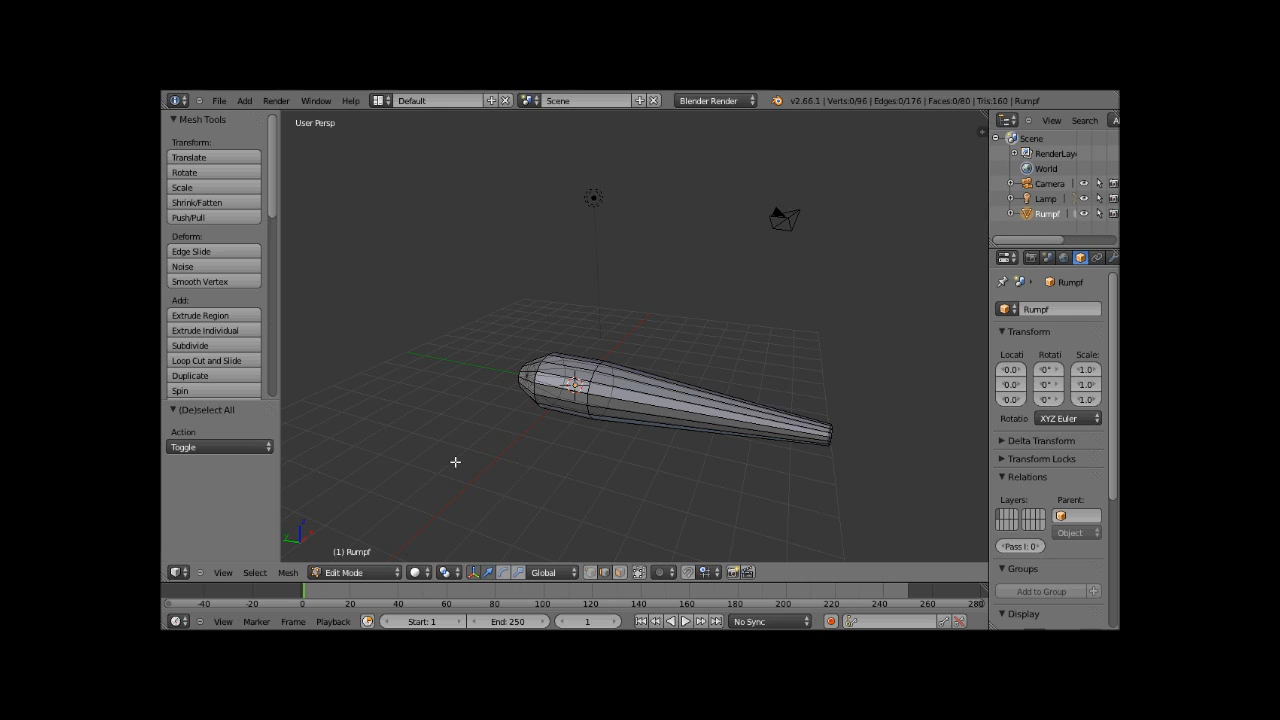 File Add Render Window Help Default Scene Blender Render v2.66.1 | Verts:0/96 | Edges:0/176 | Faces:0/80 | Tris:160 | Rumpf
Mesh Tools
Transform:
Translate
Rotate
Scale
Shrink/Fatten
Push/Pull
Deform:
Edge Slide
Noise
Smooth Vertex
Add:
Extrude Region
Extrude Individual
Subdivide
Loop Cut and Slide
Duplicate
Spin
(De)select All
Action
Toggle
User Persp
(1) Rumpf
View Select Mesh Edit Mode Global
-40 -20 0 20 40 60 80 100 120 140 160 180 200 220 240 260 280
View Marker Frame Playback Start: 1 End: 250 1 No Sync
View Search
Scene
RenderLay
World
Camera
Lamp
Rumpf
Rumpf
Rumpf
Transform
Locati Rotati Scale:
0.0 0° 1.0
0.0 0° 1.0
0.0 0° 1.0
Rotatio XYZ Euler
Delta Transform
Transform Locks
Relations
Layers: Parent:
Object
Pass I: 0
Groups
Add to Group
Display